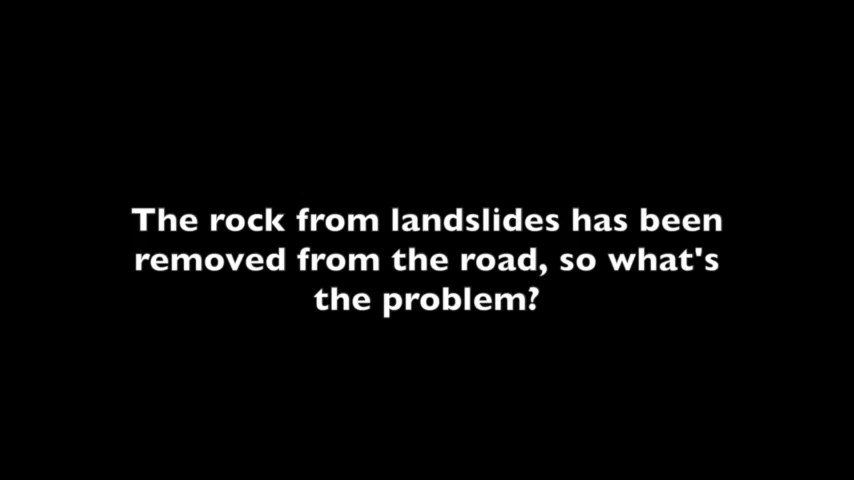 The rock from landslides has been
removed from the road, so what's
the problem?